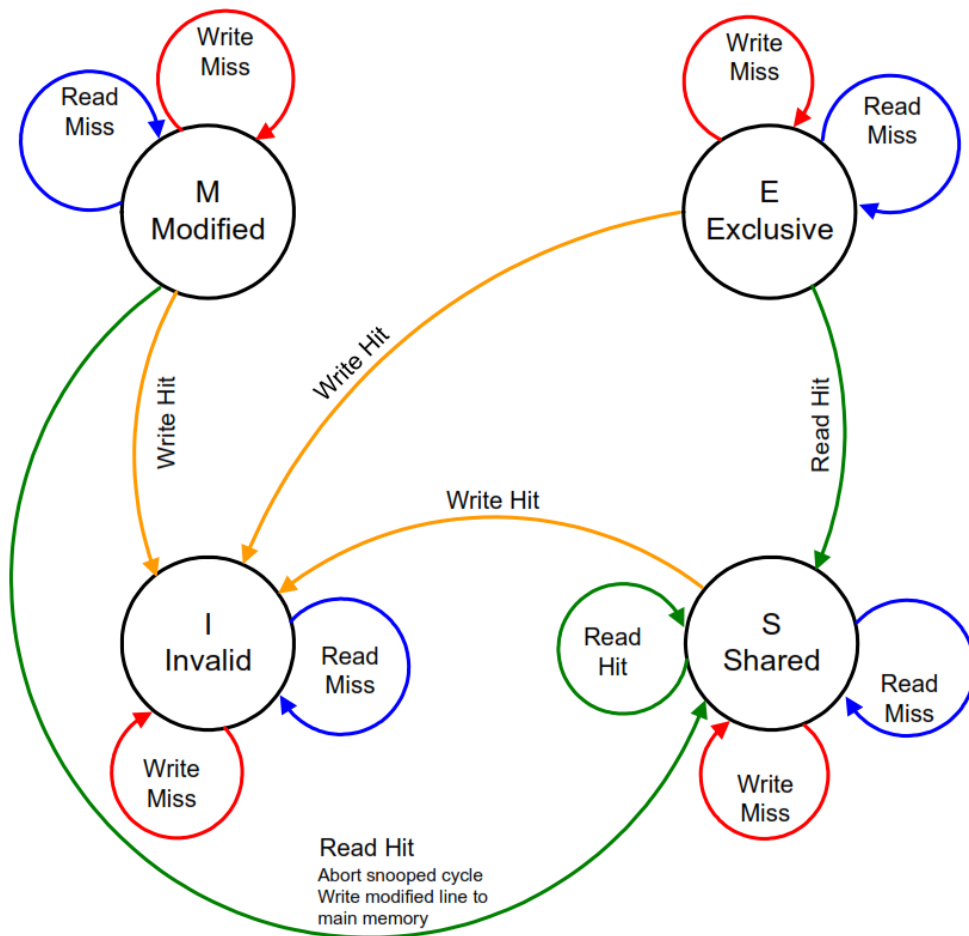 Write
Miss
Read
Miss
M
Modified
Write
Miss
Read
Miss
E
Exclusive
Write Hit
Write Hit
Read Hit
Write Hit
I
Invalid
Read
Miss
Write
Miss
Read
Hit
S
Shared
Read
Miss
Write
Miss
Read Hit
Abort snooped cycle
Write modified line to
main memory